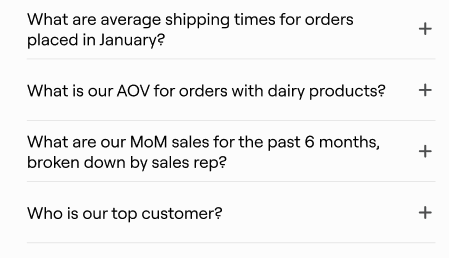 What are average shipping times for orders
placed in January?
What is our AOV for orders with dairy products?
What are our MoM sales for the past 6 months,
broken down by sales rep?
Who is our top customer?